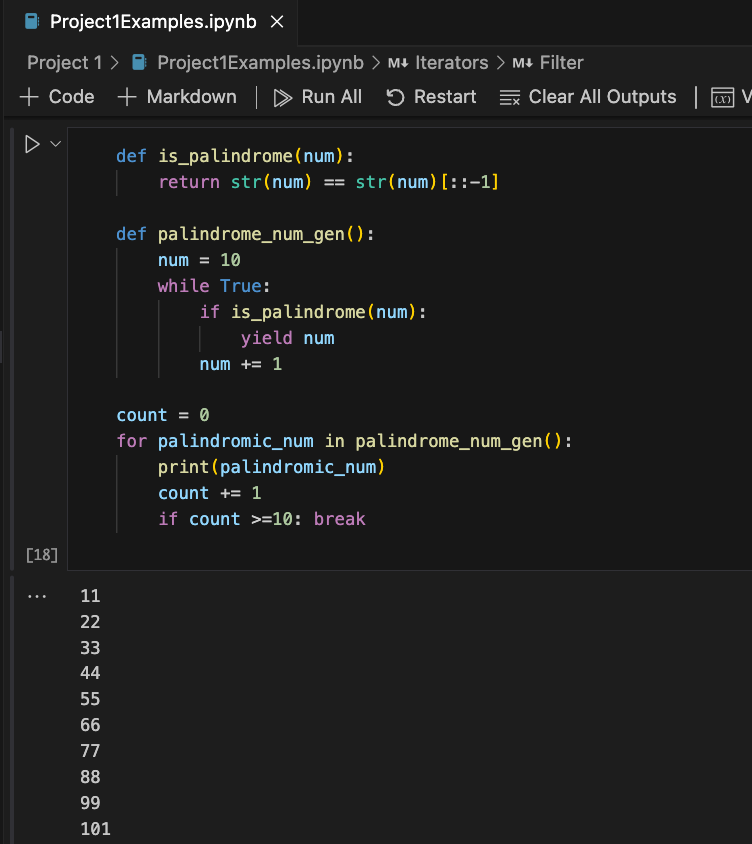 Project1Examples.ipynb ×
Project 1 > Project1Examples.ipynb > M↓ Iterators > M↓ Filter
+ Code + Markdown | Run All Restart Clear All Outputs | (x) V
def is_palindrome(num):
    return str(num) == str(num)[::-1]
def palindrome_num_gen():
    num = 10
    while True:
        if is_palindrome(num):
            yield num
        num += 1
count = 0
for palindromic_num in palindrome_num_gen():
    print(palindromic_num)
    count += 1
    if count >=10: break
[18]
... 11
22
33
44
55
66
77
88
99
101